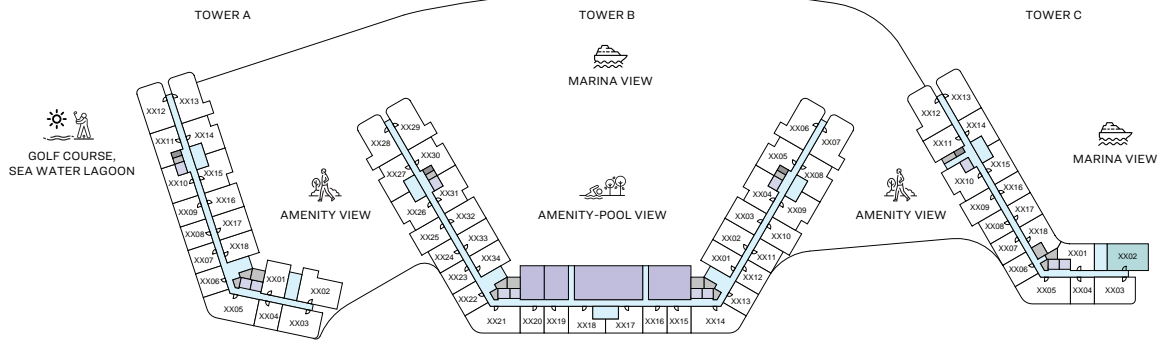 TOWER A
TOWER B
TOWER C
MARINA VIEW
GOLF COURSE,
SEA WATER LAGOON
AMENITY VIEW
AMENITY-POOL VIEW
AMENITY VIEW
MARINA VIEW
XX12
XX13
XX11
XX14
XX10
XX15
XX09
XX16
XX08
XX17
XX07
XX18
XX06
XX01
XX02
XX05
XX04
XX03
XX28
XX29
XX27
XX30
XX26
XX31
XX25
XX32
XX24
XX33
XX23
XX34
XX22
XX21
XX20
XX19
XX18
XX17
XX16
XX15
XX14
XX13
XX12
XX01
XX11
XX02
XX10
XX03
XX09
XX04
XX08
XX05
XX07
XX06
XX12
XX13
XX11
XX14
XX10
XX15
XX09
XX16
XX08
XX17
XX07
XX18
XX06
XX01
XX02
XX05
XX04
XX03